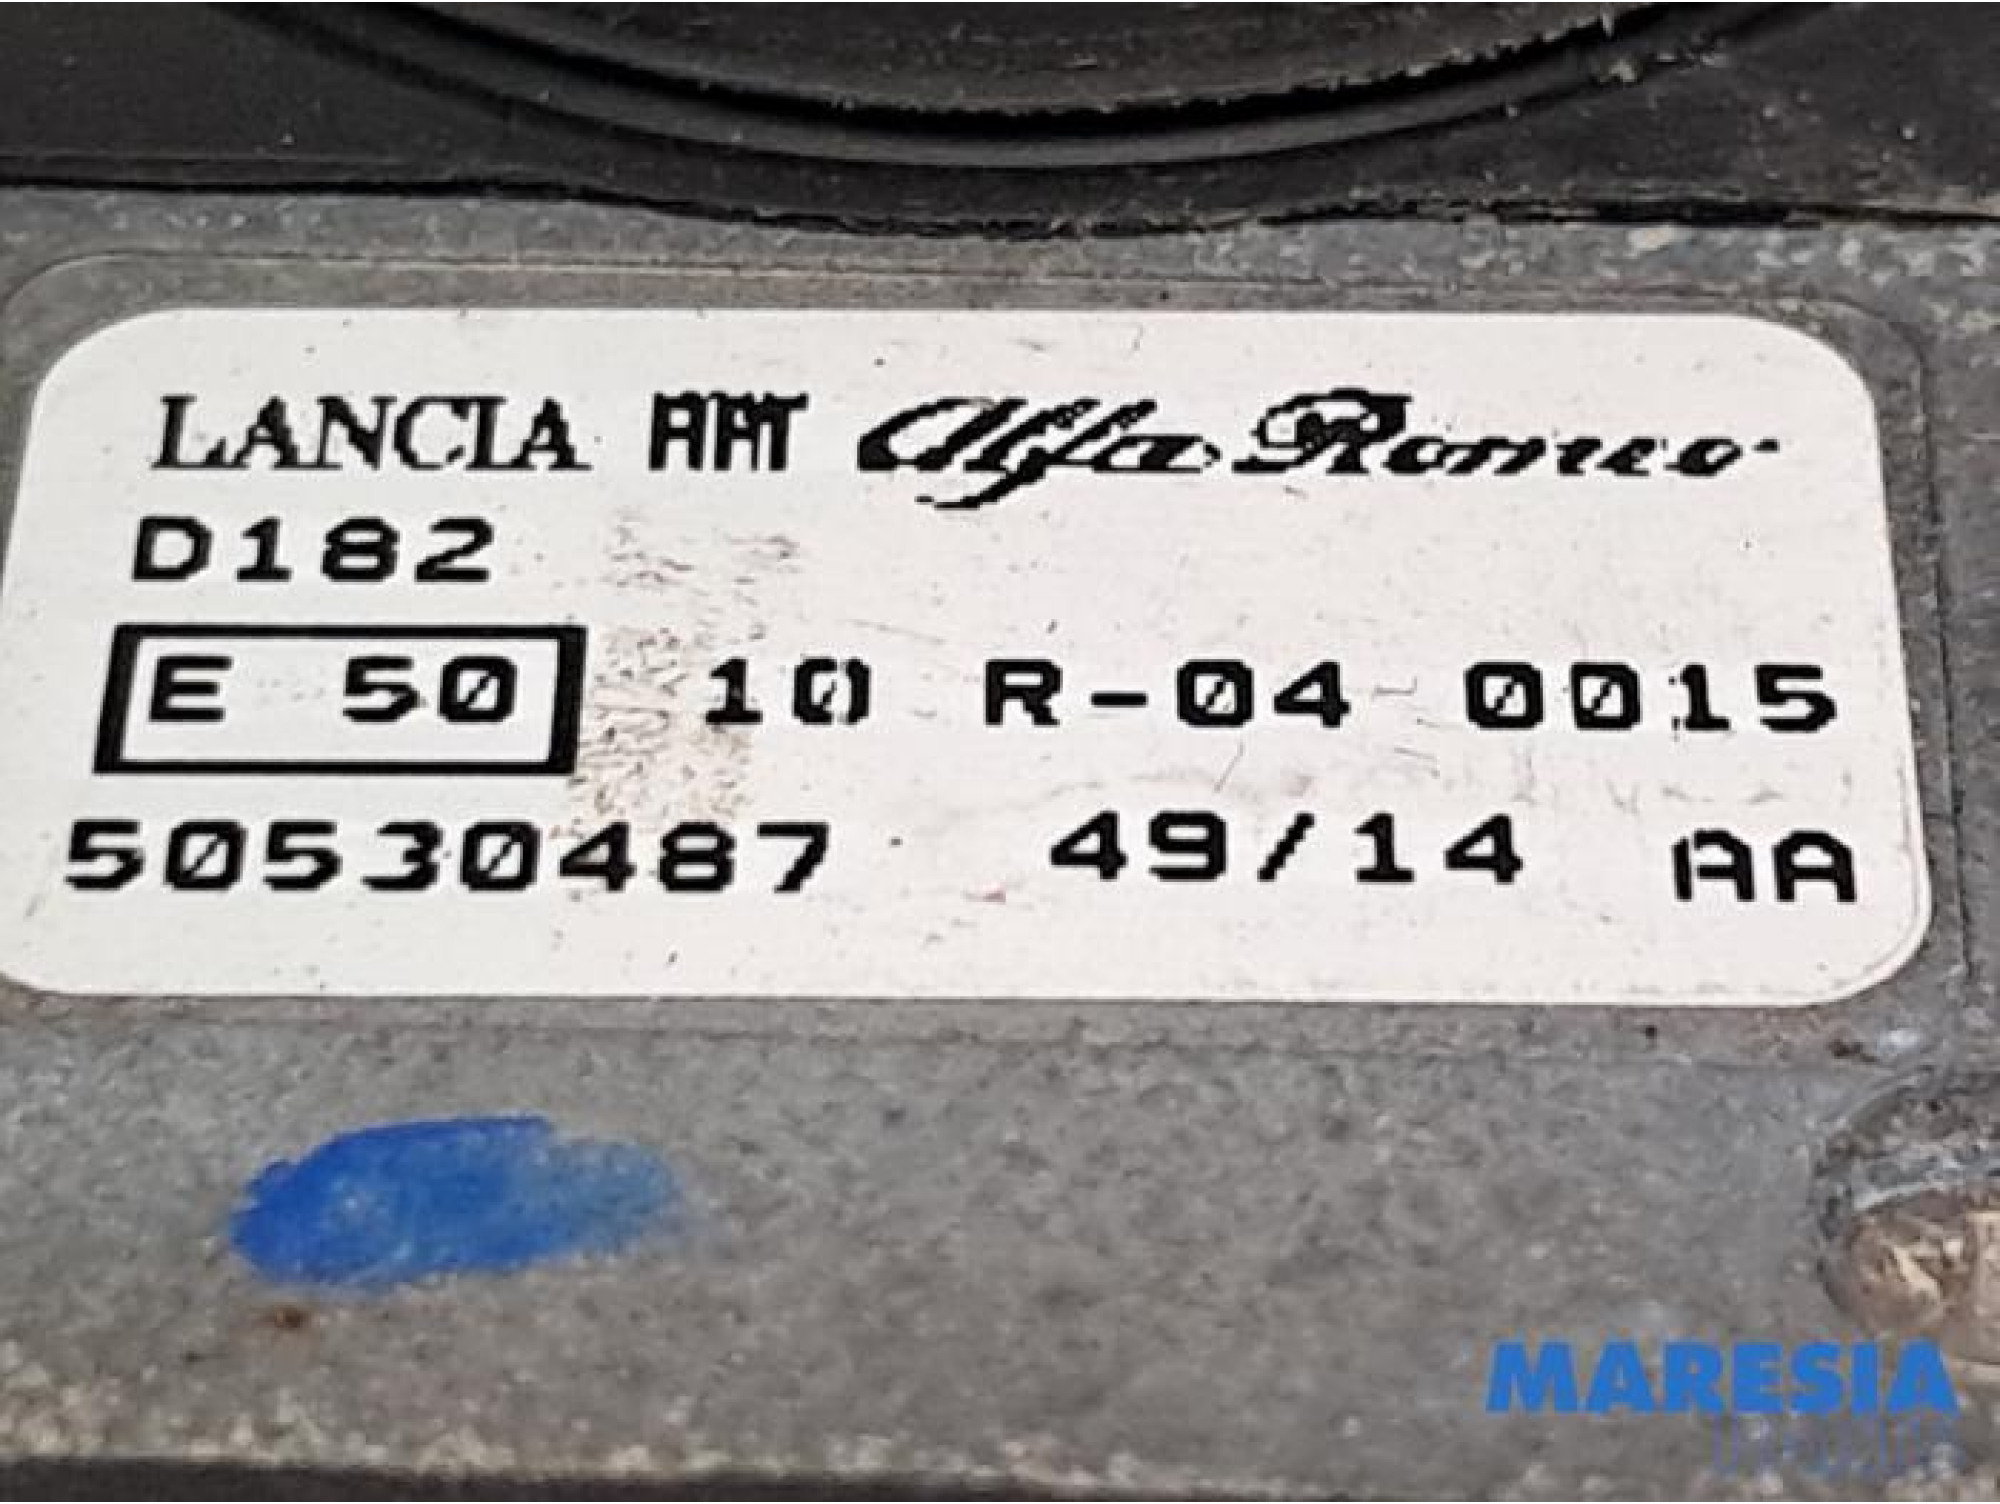 LANCIA FIAT Alfa Romeo
D182
E 50 10 R-04 0015
50530487 49/14 AA
MARESIA